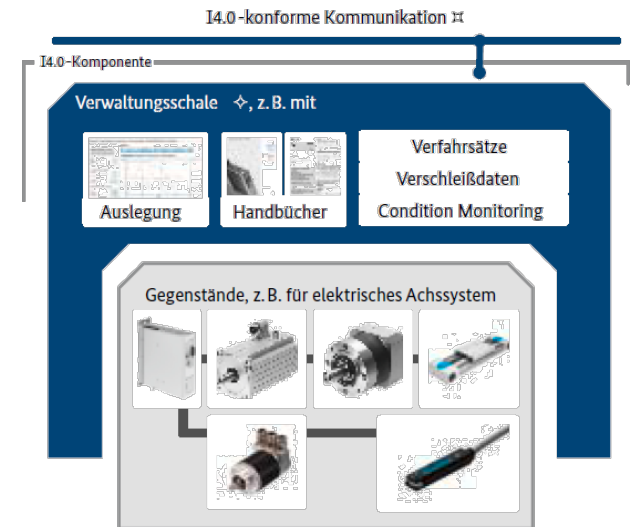 I4.0-konforme Kommunikation ⌑
I4.0-Komponente
Verwaltungsschale ✧, z. B. mit
Auslegung
Handbücher
Verfahrsätze
Verschleißdaten
Condition Monitoring
Gegenstände, z. B. für elektrisches Achssystem